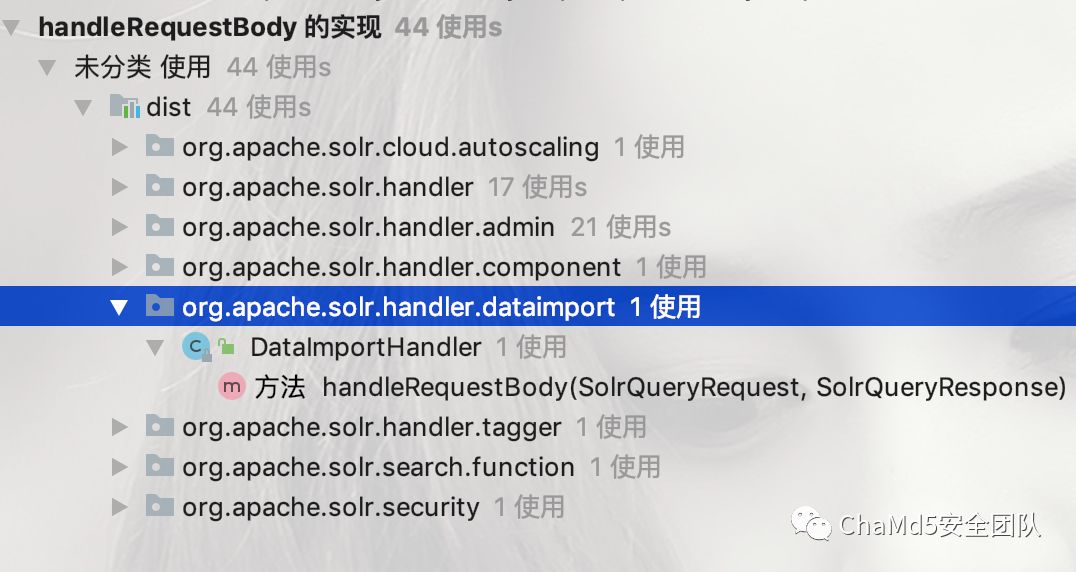 handleRequestBody 的实现 44 使用s
未分类 使用 44 使用s
dist 44 使用s
org.apache.solr.cloud.autoscaling 1 使用
org.apache.solr.handler 17 使用s
org.apache.solr.handler.admin 21 使用s
org.apache.solr.handler.component 1 使用
org.apache.solr.handler.dataimport 1 使用
C DataImportHandler 1 使用
m 方法 handleRequestBody(SolrQueryRequest, SolrQueryResponse)
org.apache.solr.handler.tagger 1 使用
org.apache.solr.search.function 1 使用
org.apache.solr.security 1 使用
ChaMd5安全团队